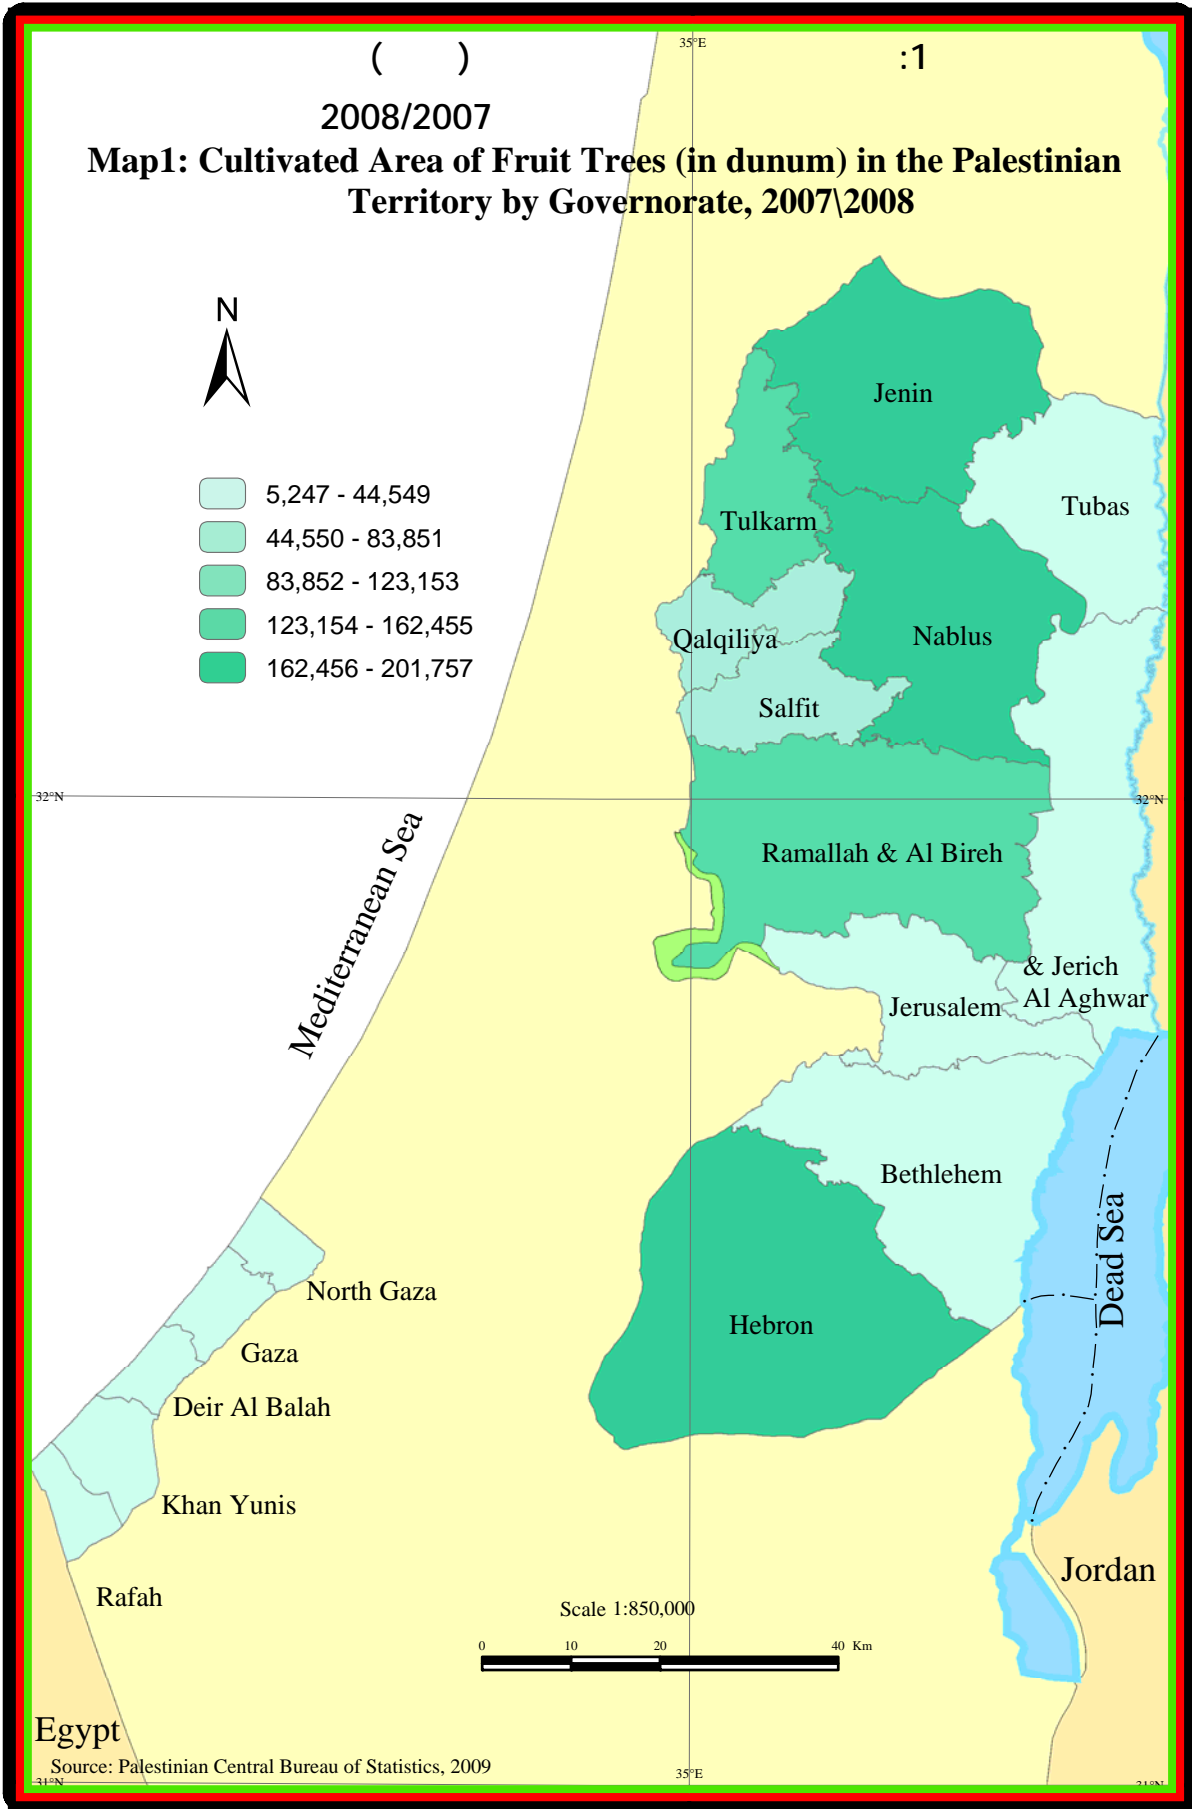 ( ) :1
2008/2007
Map1: Cultivated Area of Fruit Trees (in dunum) in the Palestinian
Territory by Governorate, 2007\2008
35°E
N
5,247 - 44,549
44,550 - 83,851
83,852 - 123,153
123,154 - 162,455
162,456 - 201,757
Jenin
Tubas
Tulkarm
Nablus
Qalqiliya
Salfit
32°N
32°N
Mediterranean Sea
Ramallah & Al Bireh
& Jerich
Al Aghwar
Jerusalem
Bethlehem
Dead Sea
Hebron
North Gaza
Gaza
Deir Al Balah
Khan Yunis
Rafah
Jordan
Scale 1:850,000
0 10 20 40 Km
Egypt
Source: Palestinian Central Bureau of Statistics, 2009
35°E
31°N
31°N